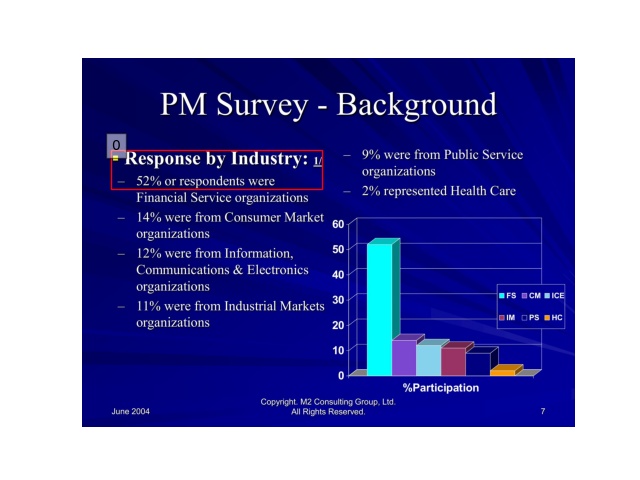 PM Survey - Background
0
Response by Industry: 1/
– 52% or respondents were
Financial Service organizations
– 14% were from Consumer Market
organizations
– 12% were from Information,
Communications & Electronics
organizations
– 11% were from Industrial Markets
organizations
– 9% were from Public Service
organizations
– 2% represented Health Care
60
50
40
30
20
10
0
%Participation
FS CM ICE
IM PS HC
June 2004
Copyright. M2 Consulting Group, Ltd.
All Rights Reserved.
7